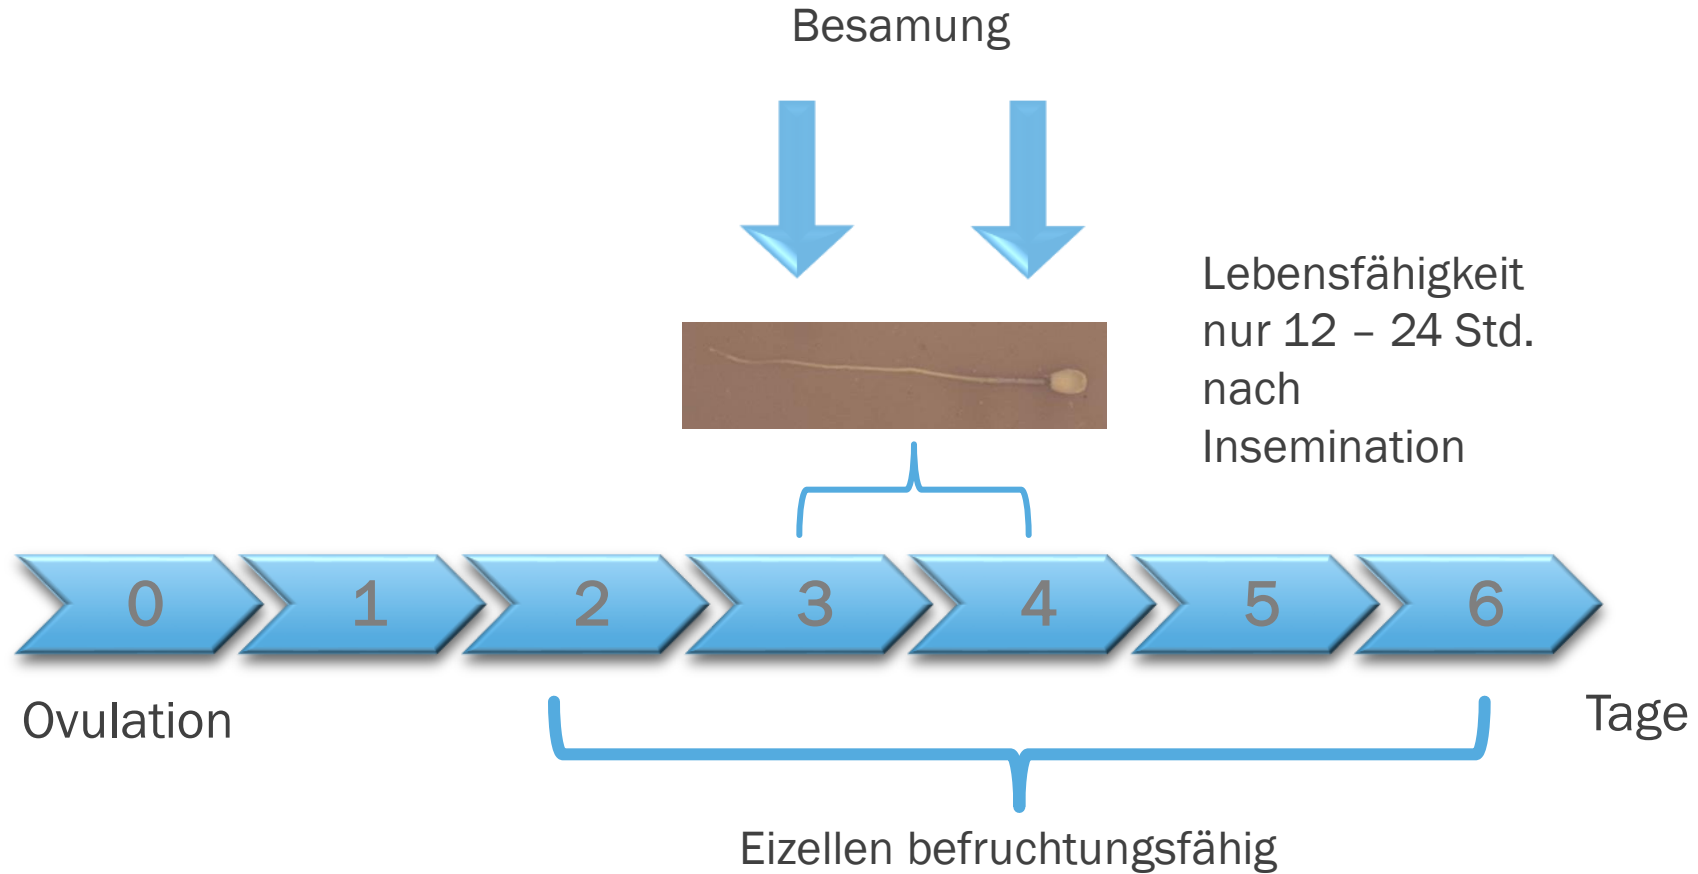 Besamung
Lebensfähigkeit
nur 12 – 24 Std.
nach
Insemination
0 1 2 3 4 5 6
Ovulation
Tage
Eizellen befruchtungsfähig